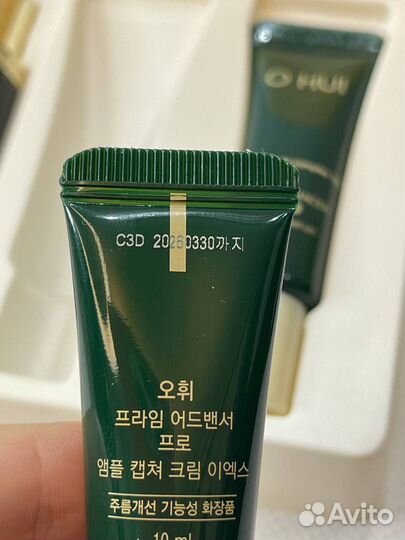 O HUI
C3D 20260330까지
오휘
프라임 어드밴서
프로
앰플 캡쳐 크림 이엑스
주름개선 기능성 화장품
10 ml
Avito